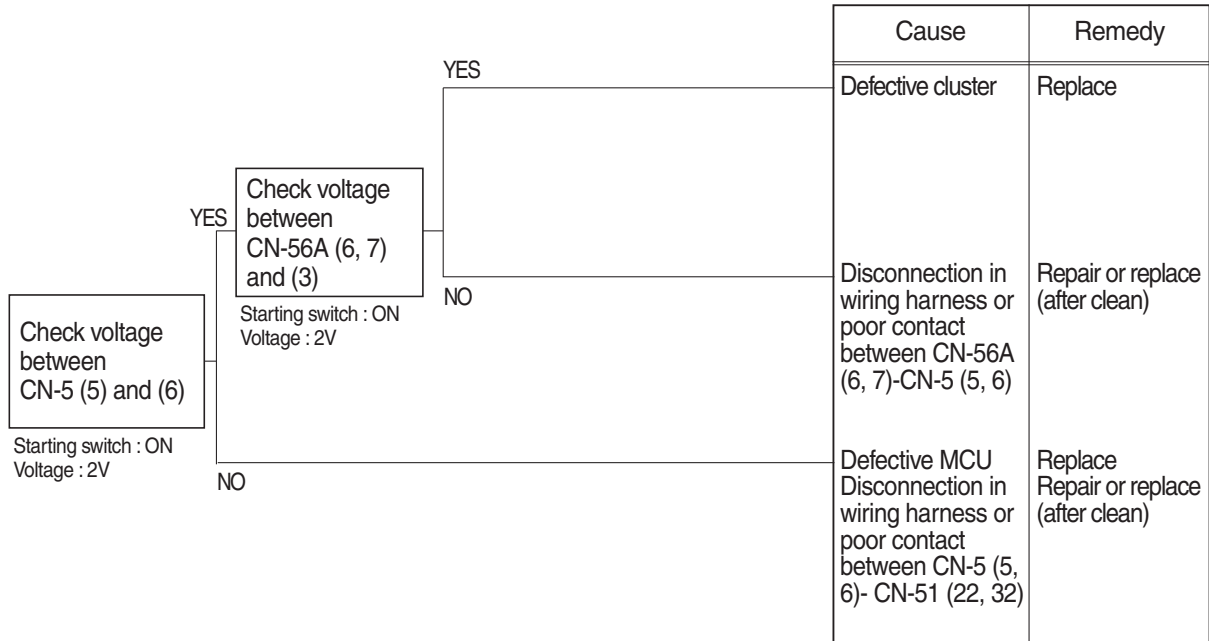 Cause
Remedy
YES
Defective cluster
Replace
Check voltage
between
CN-56A (6, 7)
and (3)
YES
Starting switch : ON
Voltage : 2V
NO
Disconnection in
wiring harness or
poor contact
between CN-56A
(6, 7)-CN-5 (5, 6)
Repair or replace
(after clean)
Check voltage
between
CN-5 (5) and (6)
Starting switch : ON
Voltage : 2V
NO
Defective MCU
Disconnection in
wiring harness or
poor contact
between CN-5 (5,
6)- CN-51 (22, 32)
Replace
Repair or replace
(after clean)